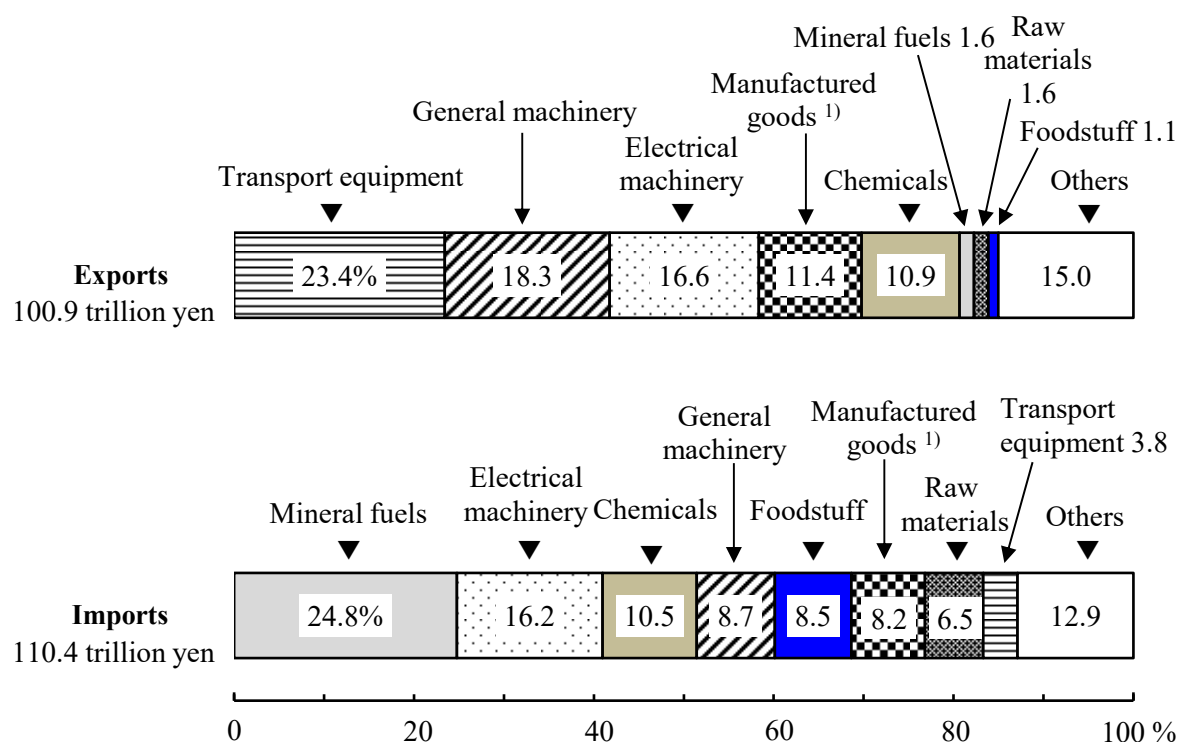 Mineral fuels 1.6
Raw
materials
1.6
Manufactured
goods 1)
General machinery
Foodstuff 1.1
Electrical
machinery
Transport equipment
Chemicals
Others
Exports
100.9 trillion yen
23.4%
18.3
16.6
11.4
10.9
15.0
Transport
equipment 3.8
Manufactured
goods 1)
General
machinery
Electrical
machinery
Raw
materials
Mineral fuels
Chemicals
Foodstuff
Others
Imports
110.4 trillion yen
24.8%
16.2
10.5
8.7
8.5
8.2
6.5
12.9
0
20
40
60
80
100 %